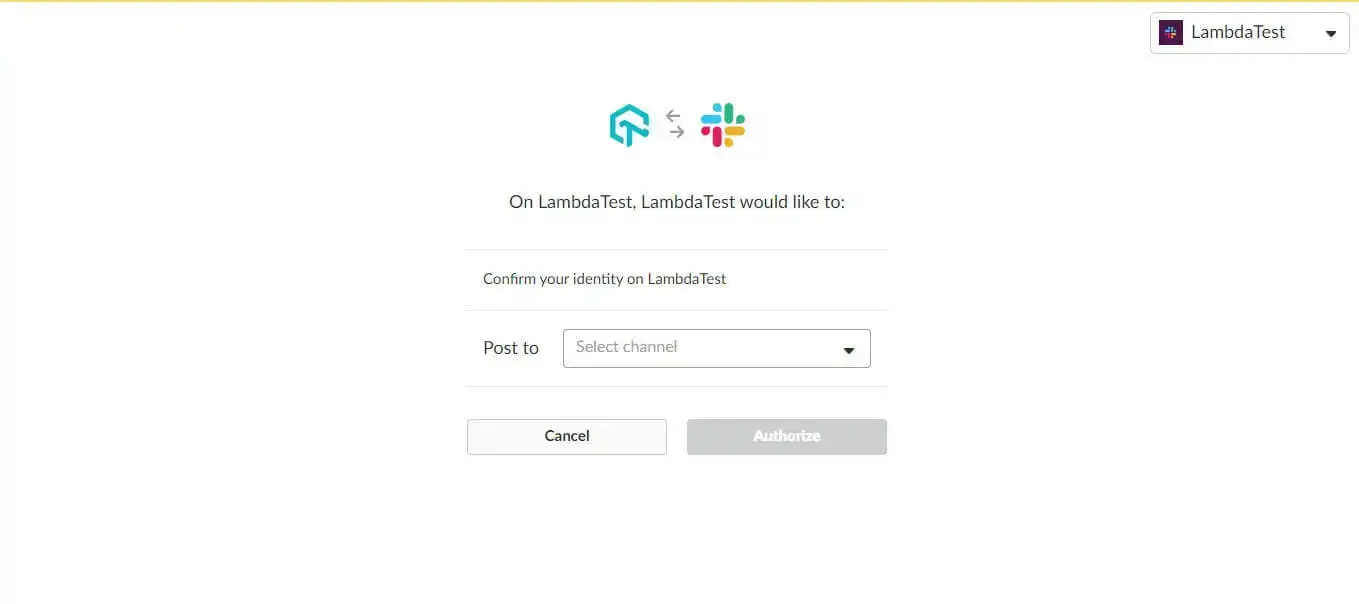 LambdaTest
On LambdaTest, LambdaTest would like to:
Confirm your identity on LambdaTest
Post to Select channel
Cancel Authorize